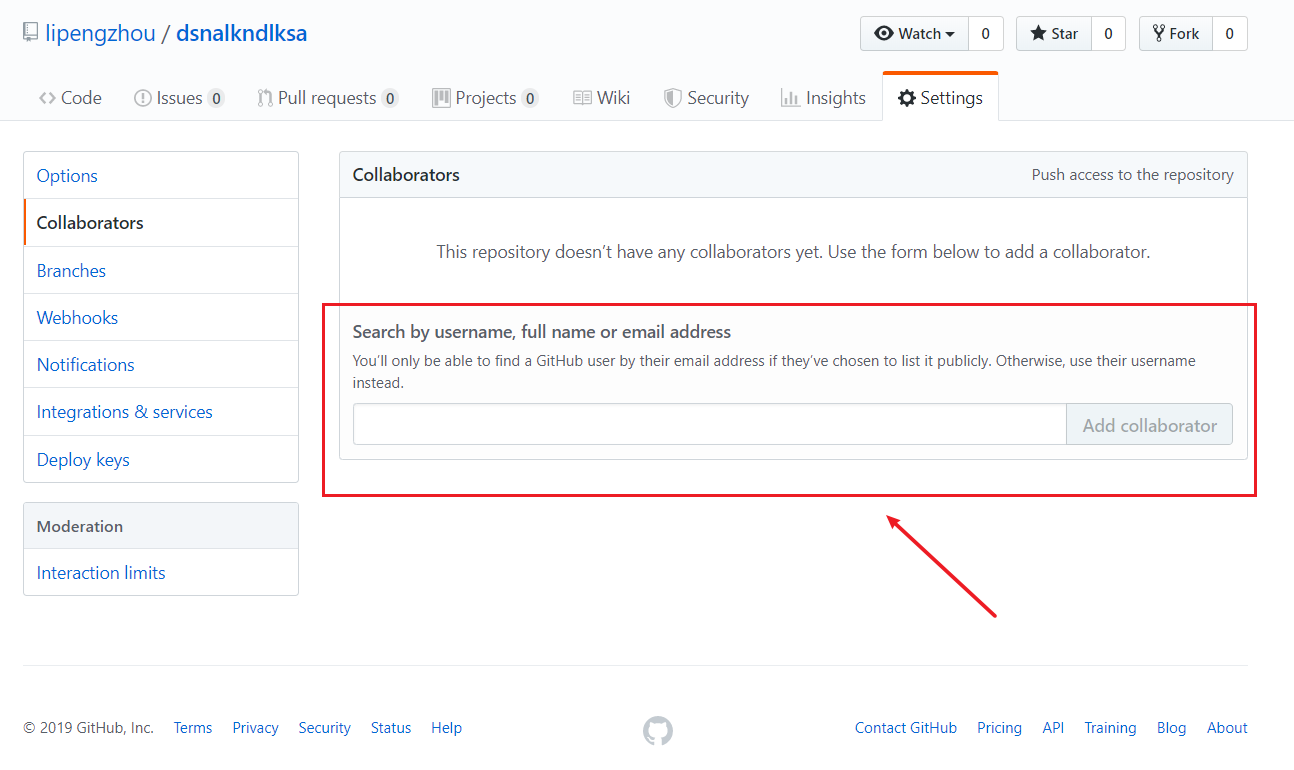 lipengzhou / dsnalkndlksa
Watch 0 Star 0 Fork 0
Code Issues 0 Pull requests 0 Projects 0 Wiki Security Insights Settings
Options
Collaborators
Branches
Webhooks
Notifications
Integrations & services
Deploy keys
Moderation
Interaction limits
Collaborators Push access to the repository
This repository doesn’t have any collaborators yet. Use the form below to add a collaborator.
Search by username, full name or email address
You’ll only be able to find a GitHub user by their email address if they’ve chosen to list it publicly. Otherwise, use their username
instead.
Add collaborator
© 2019 GitHub, Inc. Terms Privacy Security Status Help Contact GitHub Pricing API Training Blog About